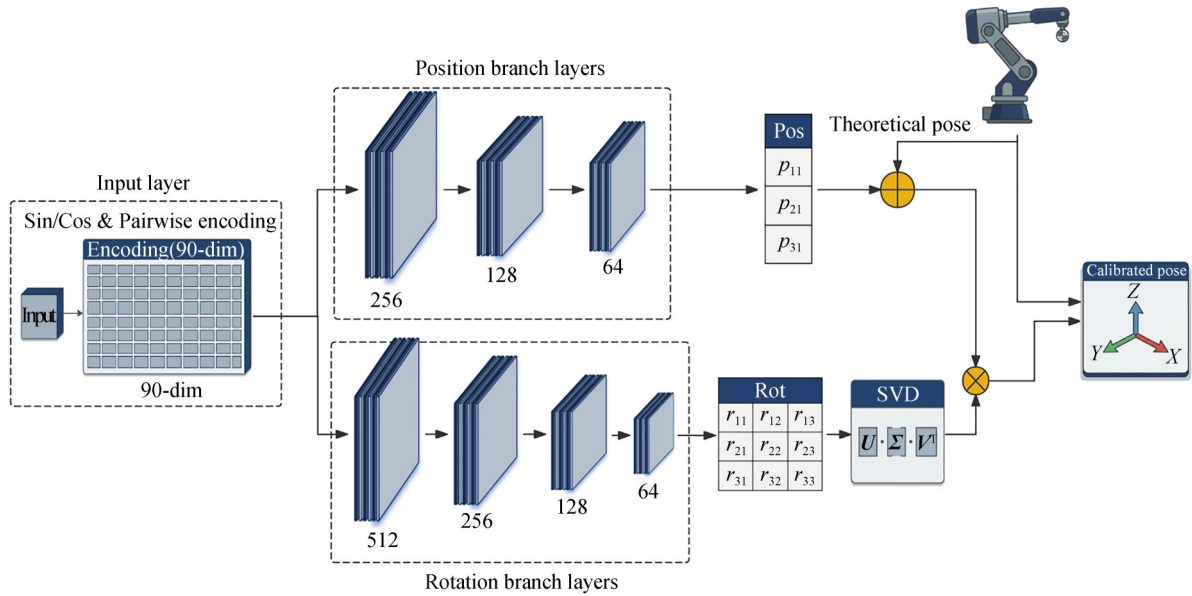 Position branch layers
256
128
64
Input layer
Sin/Cos & Pairwise encoding
Encoding(90-dim)
Input
90-dim
512
256
128
64
Rotation branch layers
Pos
p11
p21
p31
Theoretical pose
Rot
r11 r12 r13
r21 r22 r23
r31 r32 r33
SVD
U · Σ · V
Calibrated pose
Z
Y
X